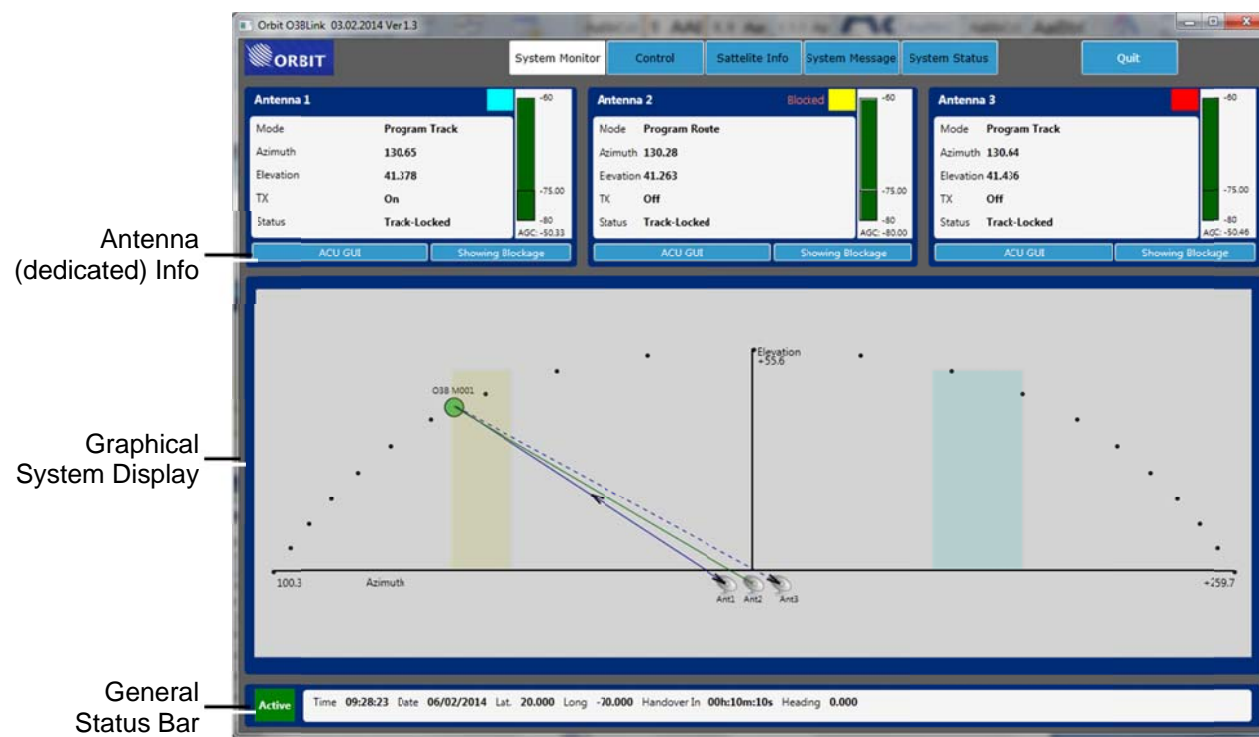 Orbit O3BLink 03.02.2014 Ver1.3
ORBIT
System Monitor Control Sattelite Info System Message System Status Quit
Antenna 1
Mode Program Track
Azimuth 130.65
Elevation 41.378
TX On
Status Track-Locked
-60
-75.00
-80
AGC: -50.33
ACU GUI Showing Blockage
Antenna 2 Blocked
Node Program Route
Azimuth 130.28
Eevation 41.263
TX Off
Status Track-Locked
-60
-75.00
-80
AGC: -80.00
ACU GUI Showing Blockage
Antenna 3
Mode Program Track
Azimuth 130.64
Elevation 41.436
TX Off
Status Track-Locked
-60
-75.00
-80
AGC: -50.46
ACU GUI Showing Blockage
Antenna
(dedicated) Info
Elevation
+55.6
O3B M001
Graphical
System Display
100.3 Azimuth +259.7
Ant1 Ant2 Ant3
General
Status Bar
Active Time 09:28:23 Date 06/02/2014 Lat. 20.000 Long -70.000 Handover In 00h:10m:10s Heading 0.000